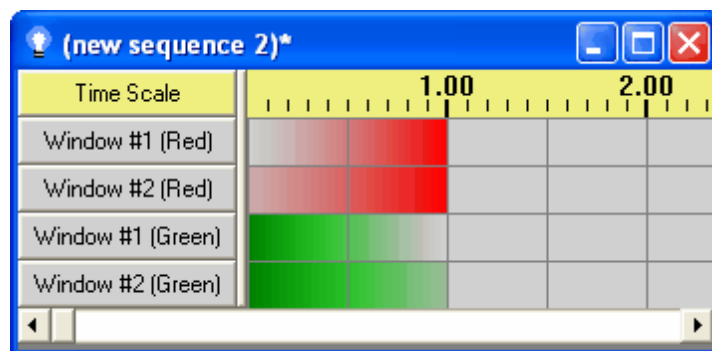 (new sequence 2)*
Time Scale 1.00 2.00
Window #1 (Red)
Window #2 (Red)
Window #1 (Green)
Window #2 (Green)